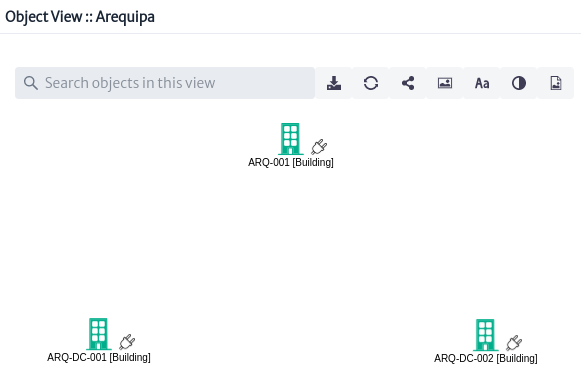 Object View :: Arequipa
Search objects in this view
Aa
ARQ-001 [Building]
ARQ-DC-001 [Building]
ARQ-DC-002 [Building]